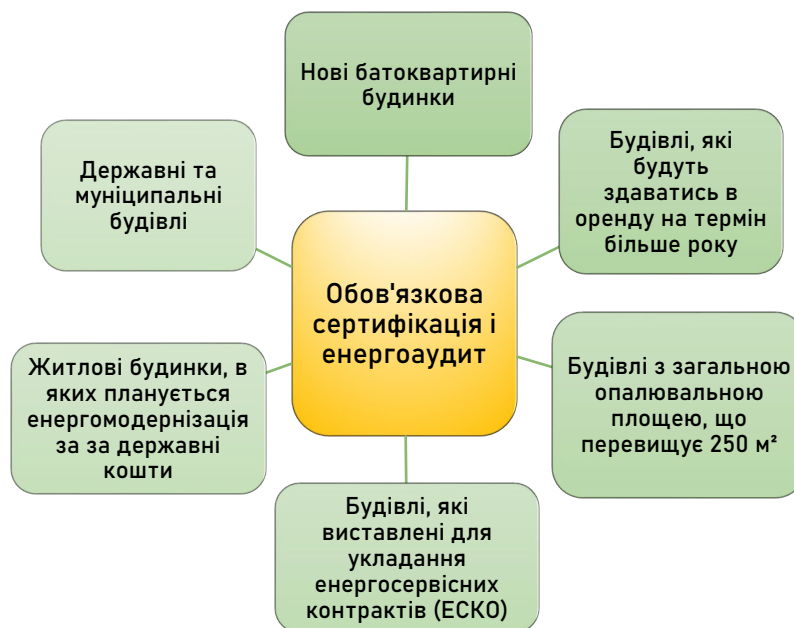 Нові батоквартирні
будинки
Державні та
муніципальні
будівлі
Будівлі, які
будуть
здаватись в
оренду на термін
більше року
Обов'язкова
сертифікація і
енергоаудит
Житлові будинки, в
яких планується
енергомодернізація
за за державні
кошти
Будівлі з загальною
опалювальною
площею, що
перевищує 250 м²
Будівлі, які
виставлені для
укладання
енергосервісних
контрактів (ЕСКО)